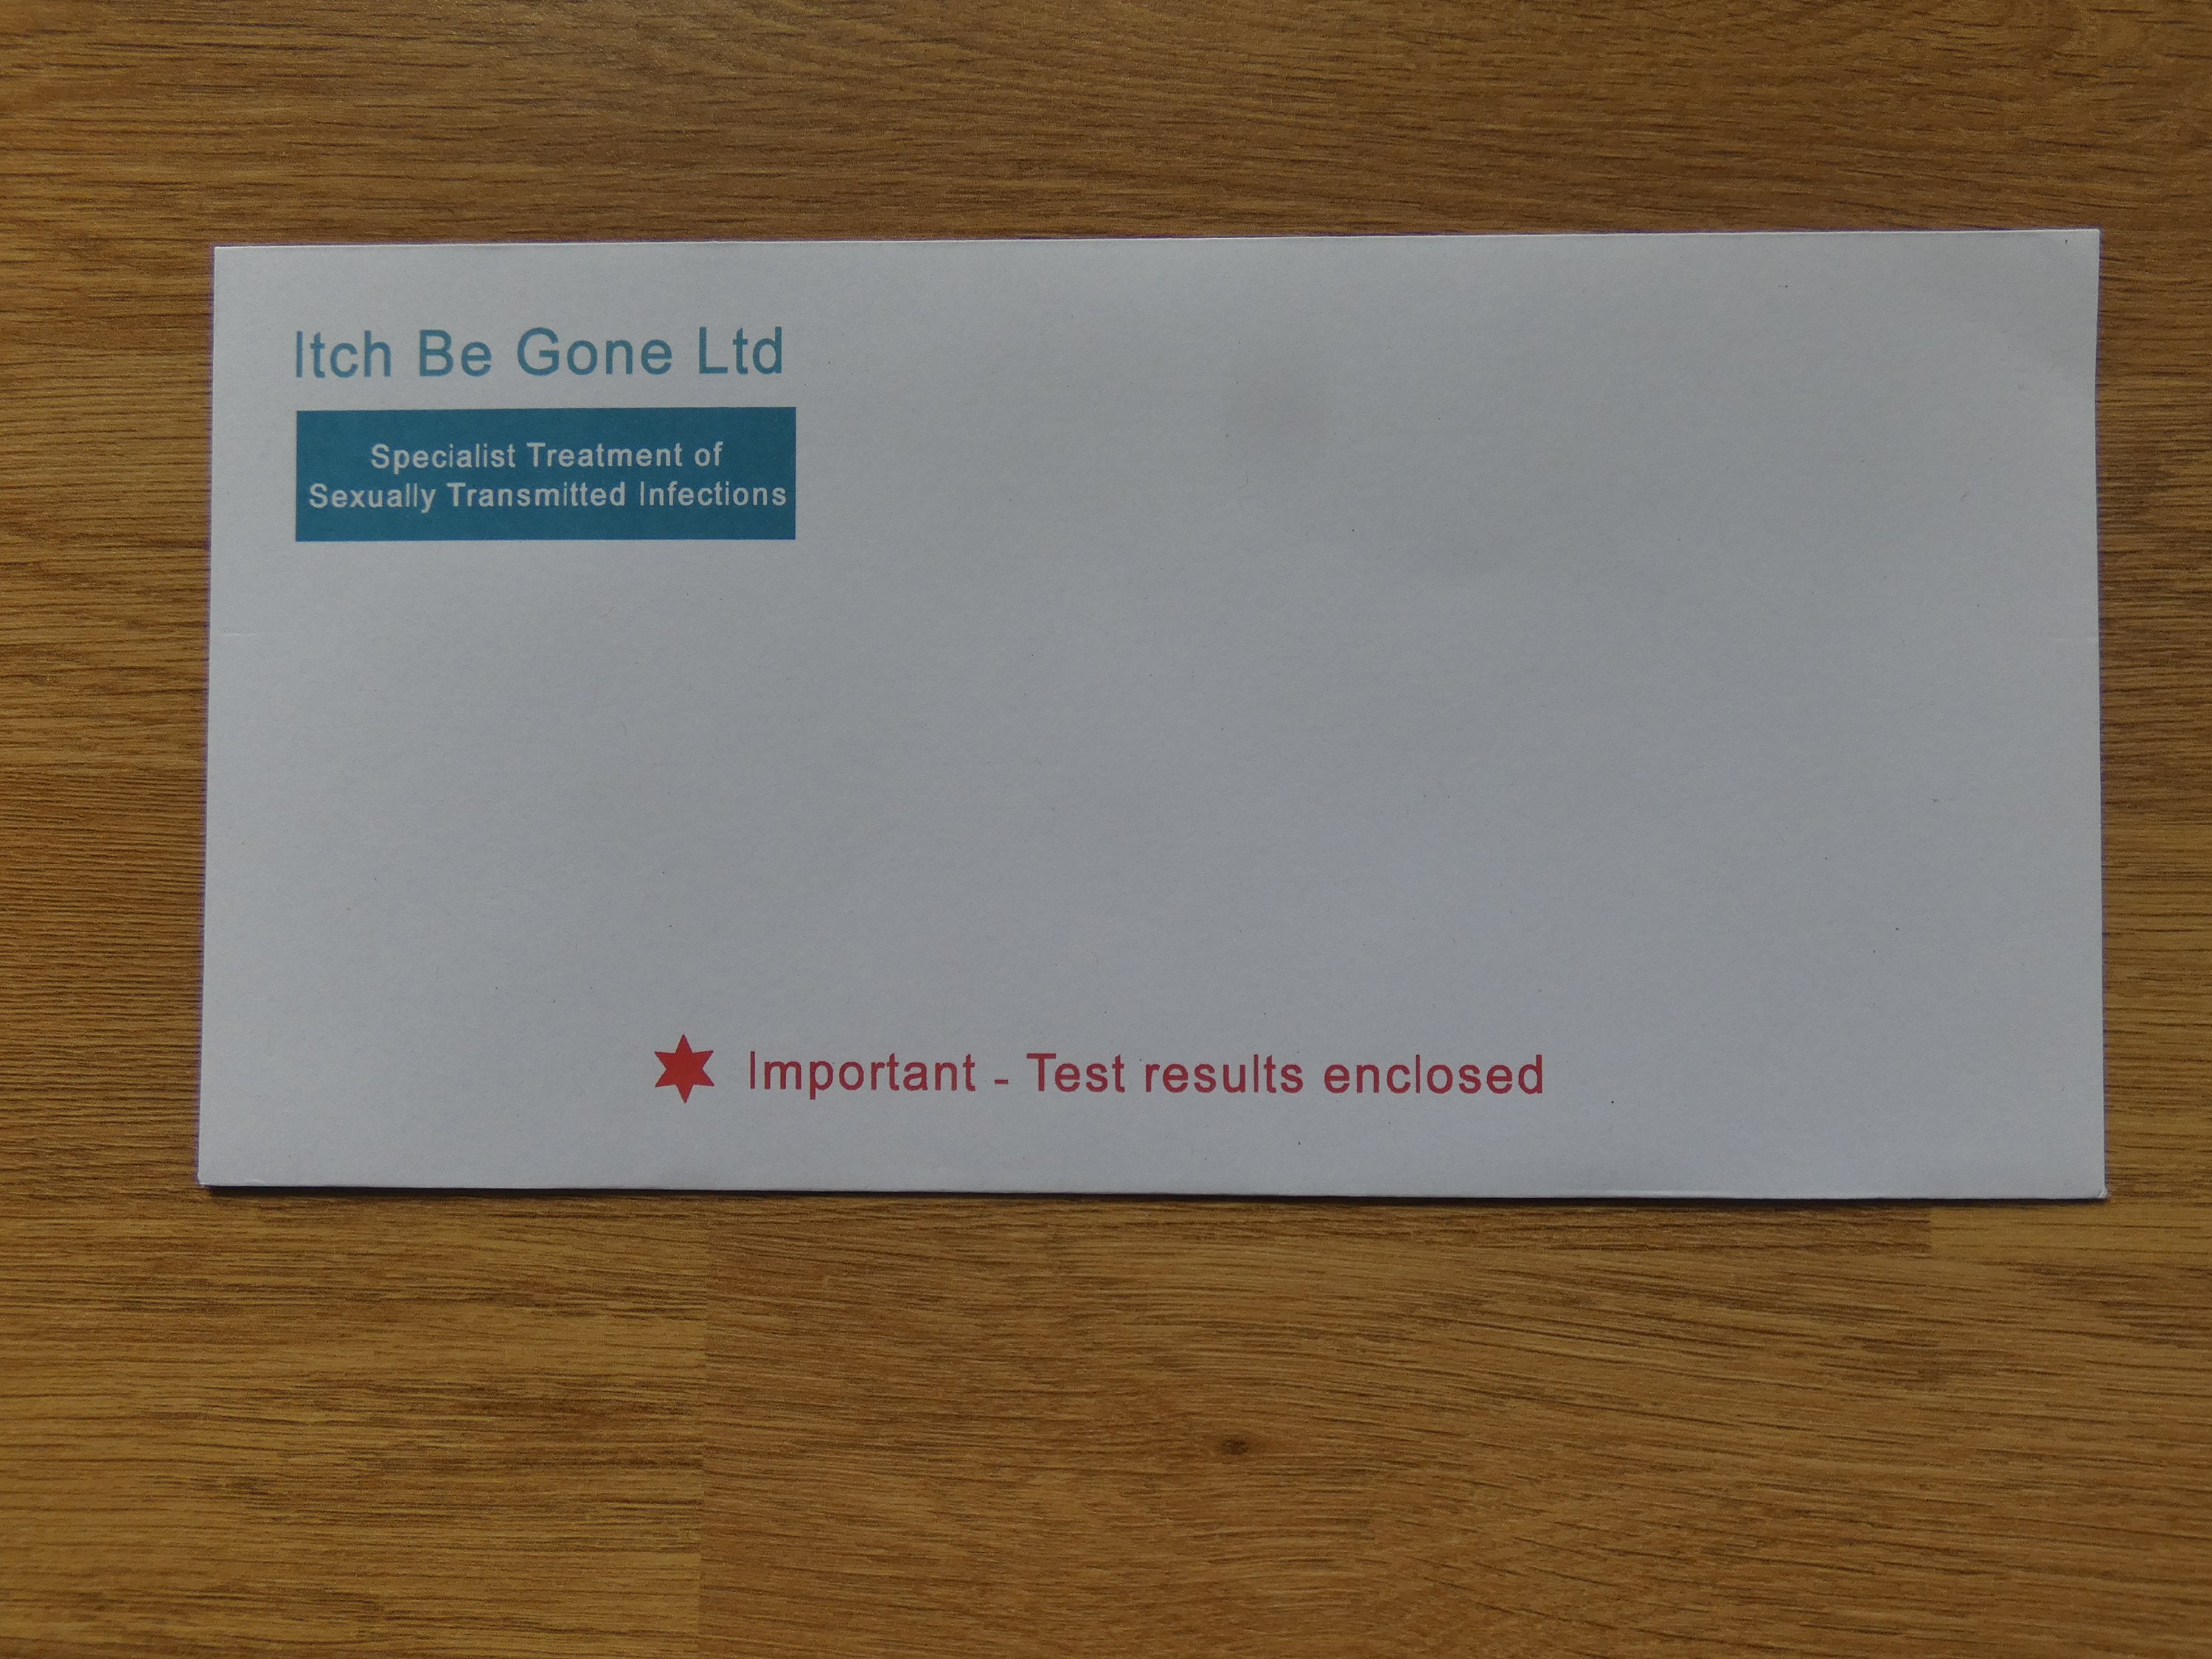 Itch Be Gone Ltd
Specialist Treatment of
Sexually Transmitted Infections
Important - Test results enclosed